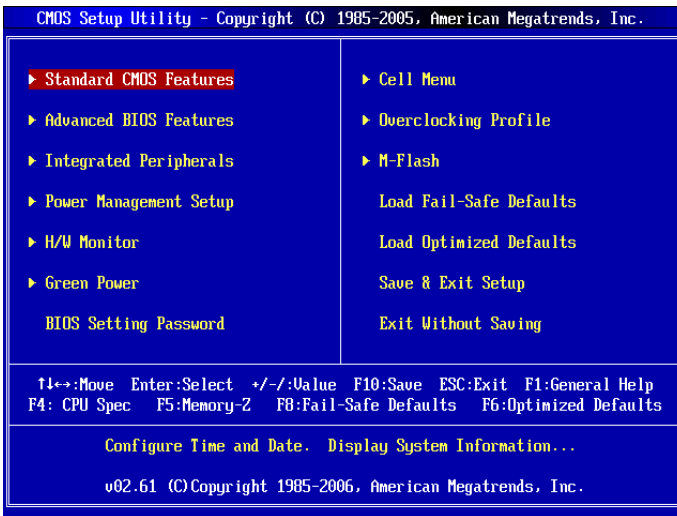 CMOS Setup Utility - Copyright (C) 1985-2005, American Megatrends, Inc.
Standard CMOS Features
Advanced BIOS Features
Integrated Peripherals
Power Management Setup
H/W Monitor
Green Power
BIOS Setting Password
Cell Menu
Overclocking Profile
M-Flash
Load Fail-Safe Defaults
Load Optimized Defaults
Save & Exit Setup
Exit Without Saving
↑↓←→:Move Enter:Select +/-/:Value F10:Save ESC:Exit F1:General Help
F4: CPU Spec F5:Memory-Z F8:Fail-Safe Defaults F6:Optimized Defaults
Configure Time and Date. Display System Information...
v02.61 (C)Copyright 1985-2006, American Megatrends, Inc.